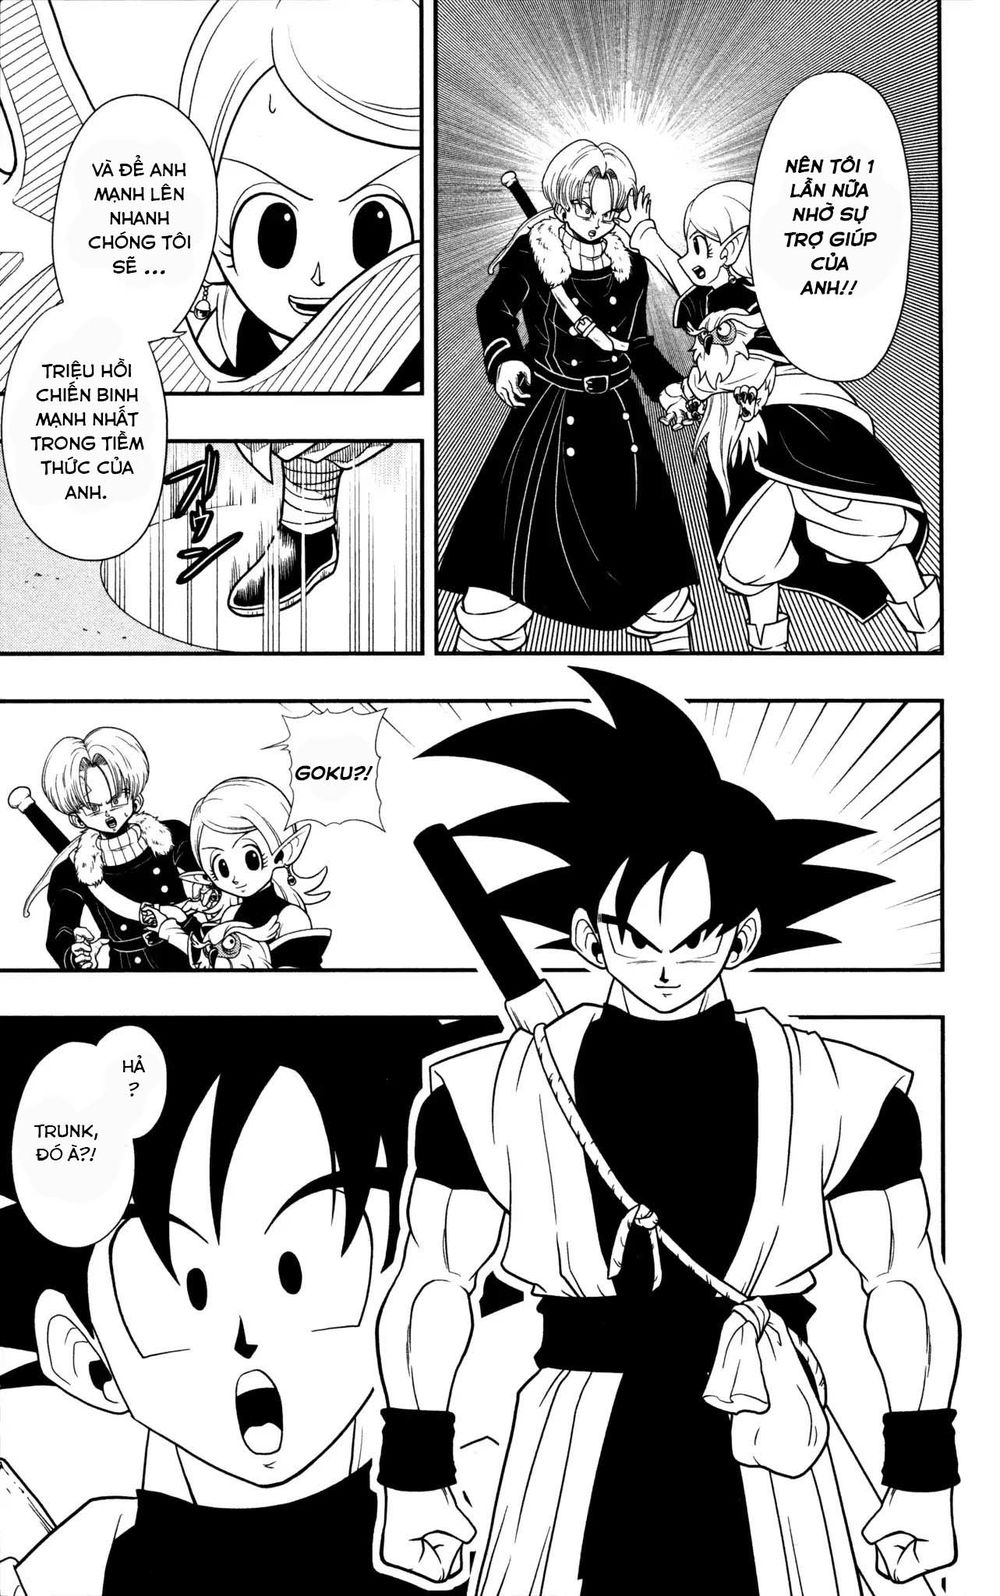 NÊN TÔI 1
LẦN NỮA
NHỜ SỰ
TRỢ GIÚP
CỦA
ANH!!
VÀ ĐỂ ANH
MẠNH LÊN
NHANH
CHÓNG TÔI
SẼ ...
TRIỆU HỒI
CHIẾN BINH
MẠNH NHẤT
TRONG TIỀM
THỨC CỦA
ANH.
GOKU?!
HẢ
?
TRUNK,
ĐÓ À?!